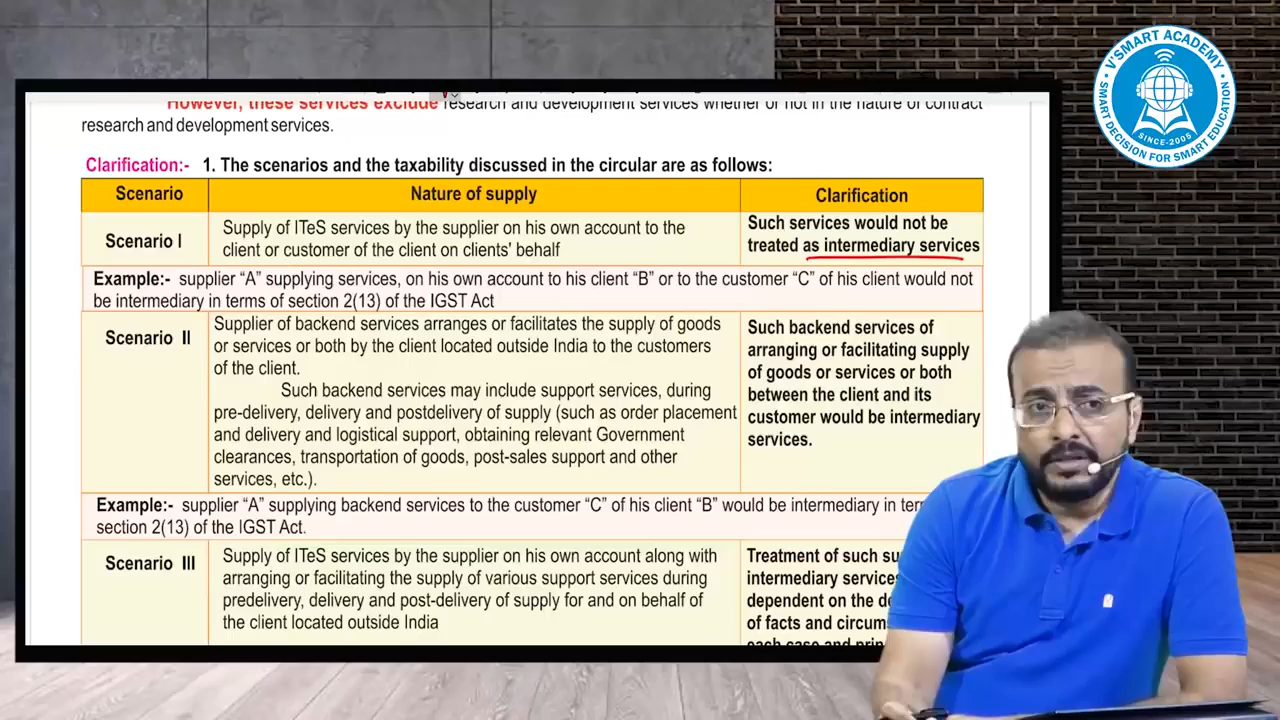 V'SMART ACADEMY
SMART DECISION FOR SMART EDUCATION
SINCE-2005
However, these services exclude research and development services whether or not in the nature of contract
research and development services.
Clarification:- 1. The scenarios and the taxability discussed in the circular are as follows:
Scenario Nature of supply Clarification
Scenario I
Supply of ITeS services by the supplier on his own account to the
client or customer of the client on clients' behalf
Such services would not be
treated as intermediary services
Example:- supplier “A” supplying services, on his own account to his client “B” or to the customer “C” of his client would not
be intermediary in terms of section 2(13) of the IGST Act
Scenario II
Supplier of backend services arranges or facilitates the supply of goods
or services or both by the client located outside India to the customers
of the client.
Such backend services may include support services, during
pre-delivery, delivery and postdelivery of supply (such as order placement
and delivery and logistical support, obtaining relevant Government
clearances, transportation of goods, post-sales support and other
services, etc.).
Such backend services of
arranging or facilitating supply
of goods or services or both
between the client and its
customer would be intermediary
services.
Example:- supplier “A” supplying backend services to the customer “C” of his client “B” would be intermediary in
section 2(13) of the IGST Act.
Scenario III
Supply of ITeS services by the supplier on his own account along with
arranging or facilitating the supply of various support services during
predelivery, delivery and post-delivery of supply for and on behalf of
the client located outside India
Treatment of such
intermediary services
dependent on the
of facts and
each case and